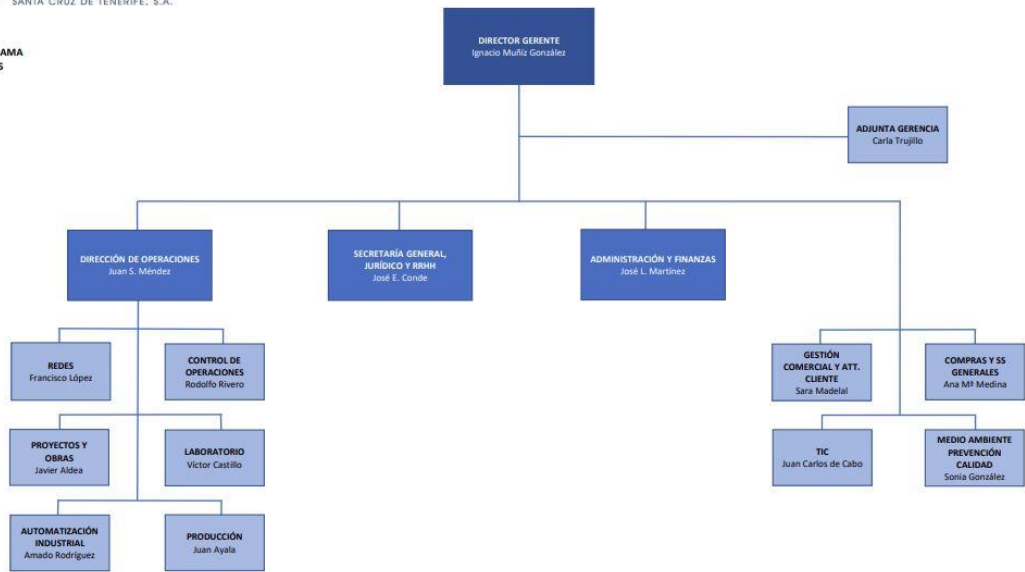 SANTA CRUZ DE TENERIFE, S.A.
DIRECTOR GERENTE
Ignacio Muñiz González
ADJUNTA GERENCIA
Carla Trujillo
DIRECCIÓN DE OPERACIONES
Juan S. Méndez
SECRETARÍA GENERAL,
JURÍDICO Y RRHH
José E. Conde
ADMINISTRACIÓN Y FINANZAS
José L. Martínez
REDES
Francisco López
CONTROL DE
OPERACIONES
Rodolfo Rivero
GESTIÓN
COMERCIAL Y ATT.
CLIENTE
Sara Madelal
COMPRAS Y SS
GENERALES
Ana Mª Medina
PROYECTOS Y
OBRAS
Javier Aldea
LABORATORIO
Víctor Castillo
TIC
Juan Carlos de Cabo
MEDIO AMBIENTE
PREVENCIÓN
CALIDAD
Sonia González
AUTOMATIZACIÓN
INDUSTRIAL
Amado Rodríguez
PRODUCCIÓN
Juan Ayala